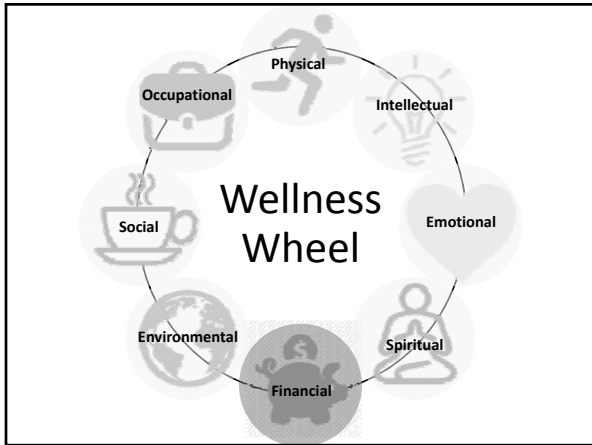 Physical
Occupational
Intellectual
Wellness
Wheel
Social
Emotional
Environmental
Spiritual
$
Financial